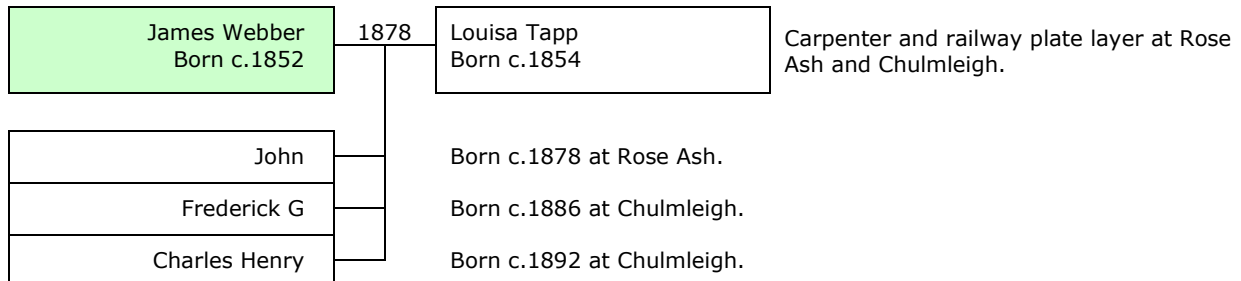 James Webber
Born c.1852
1878
Louisa Tapp
Born c.1854
Carpenter and railway plate layer at Rose
Ash and Chulmleigh.
John
Born c.1878 at Rose Ash.
Frederick G
Born c.1886 at Chulmleigh.
Charles Henry
Born c.1892 at Chulmleigh.